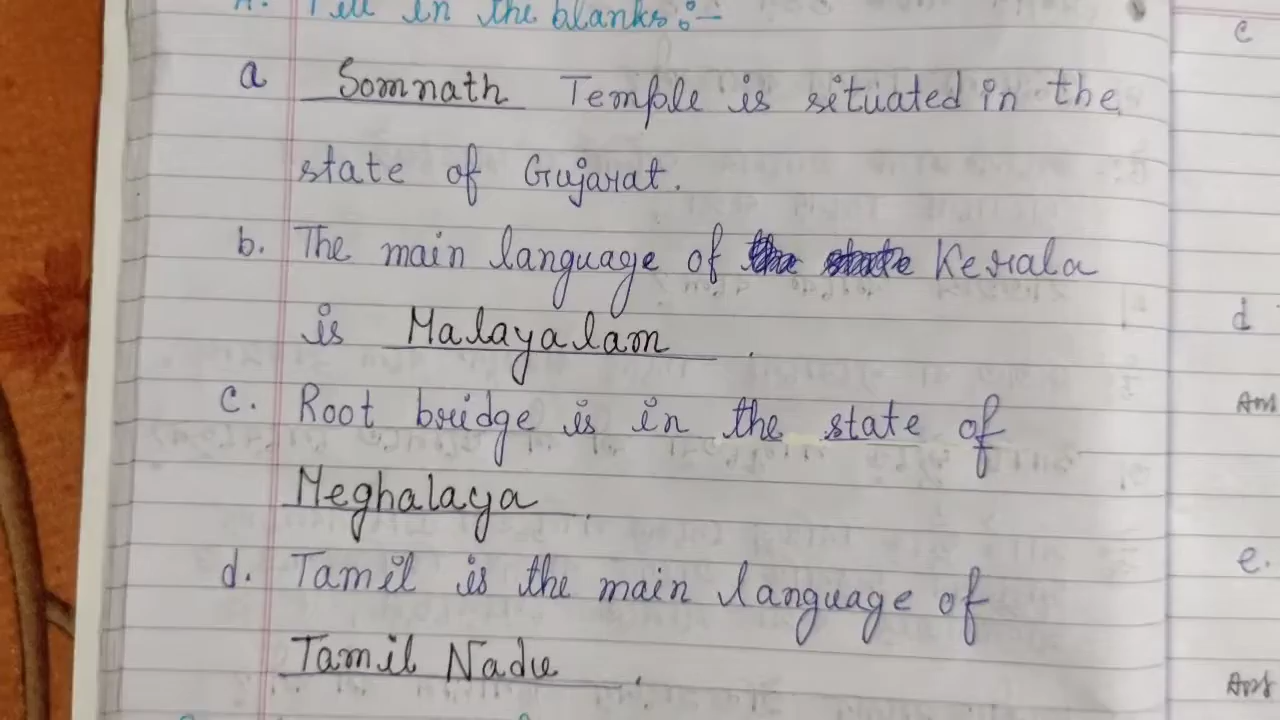 A. Fill in the blanks:-
a Somnath Temple is situated in the
state of Gujarat.
b. The main language of the state Kerala
is Malayalam.
c. Root bridge is in the state of
Meghalaya.
d. Tamil is the main language of
Tamil Nadu.
c
d
Ans
e.
Ans